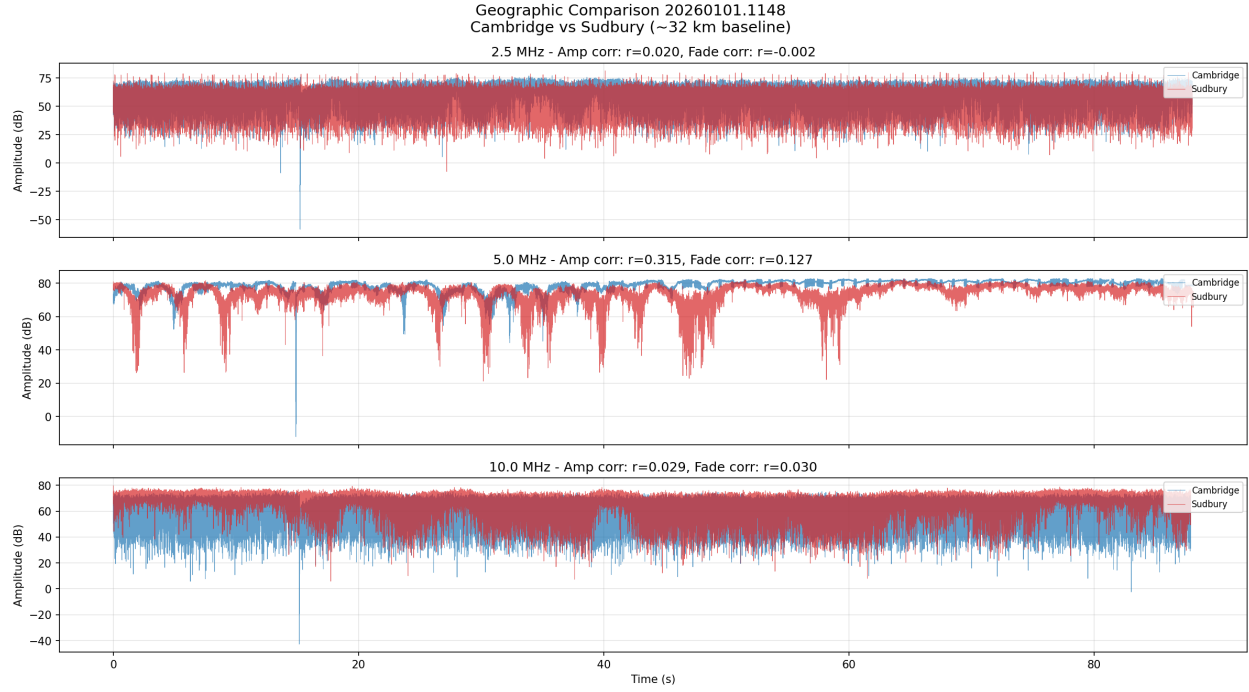 Geographic Comparison 20260101.1148
Cambridge vs Sudbury (~32 km baseline)
2.5 MHz - Amp corr: r=0.020, Fade corr: r=-0.002
Amplitude (dB)
75
50
25
0
−25
−50
Cambridge
Sudbury
5.0 MHz - Amp corr: r=0.315, Fade corr: r=0.127
Amplitude (dB)
80
60
40
20
0
Cambridge
Sudbury
10.0 MHz - Amp corr: r=0.029, Fade corr: r=0.030
Amplitude (dB)
80
60
40
20
0
−20
−40
Cambridge
Sudbury
0 20 40 60 80
Time (s)